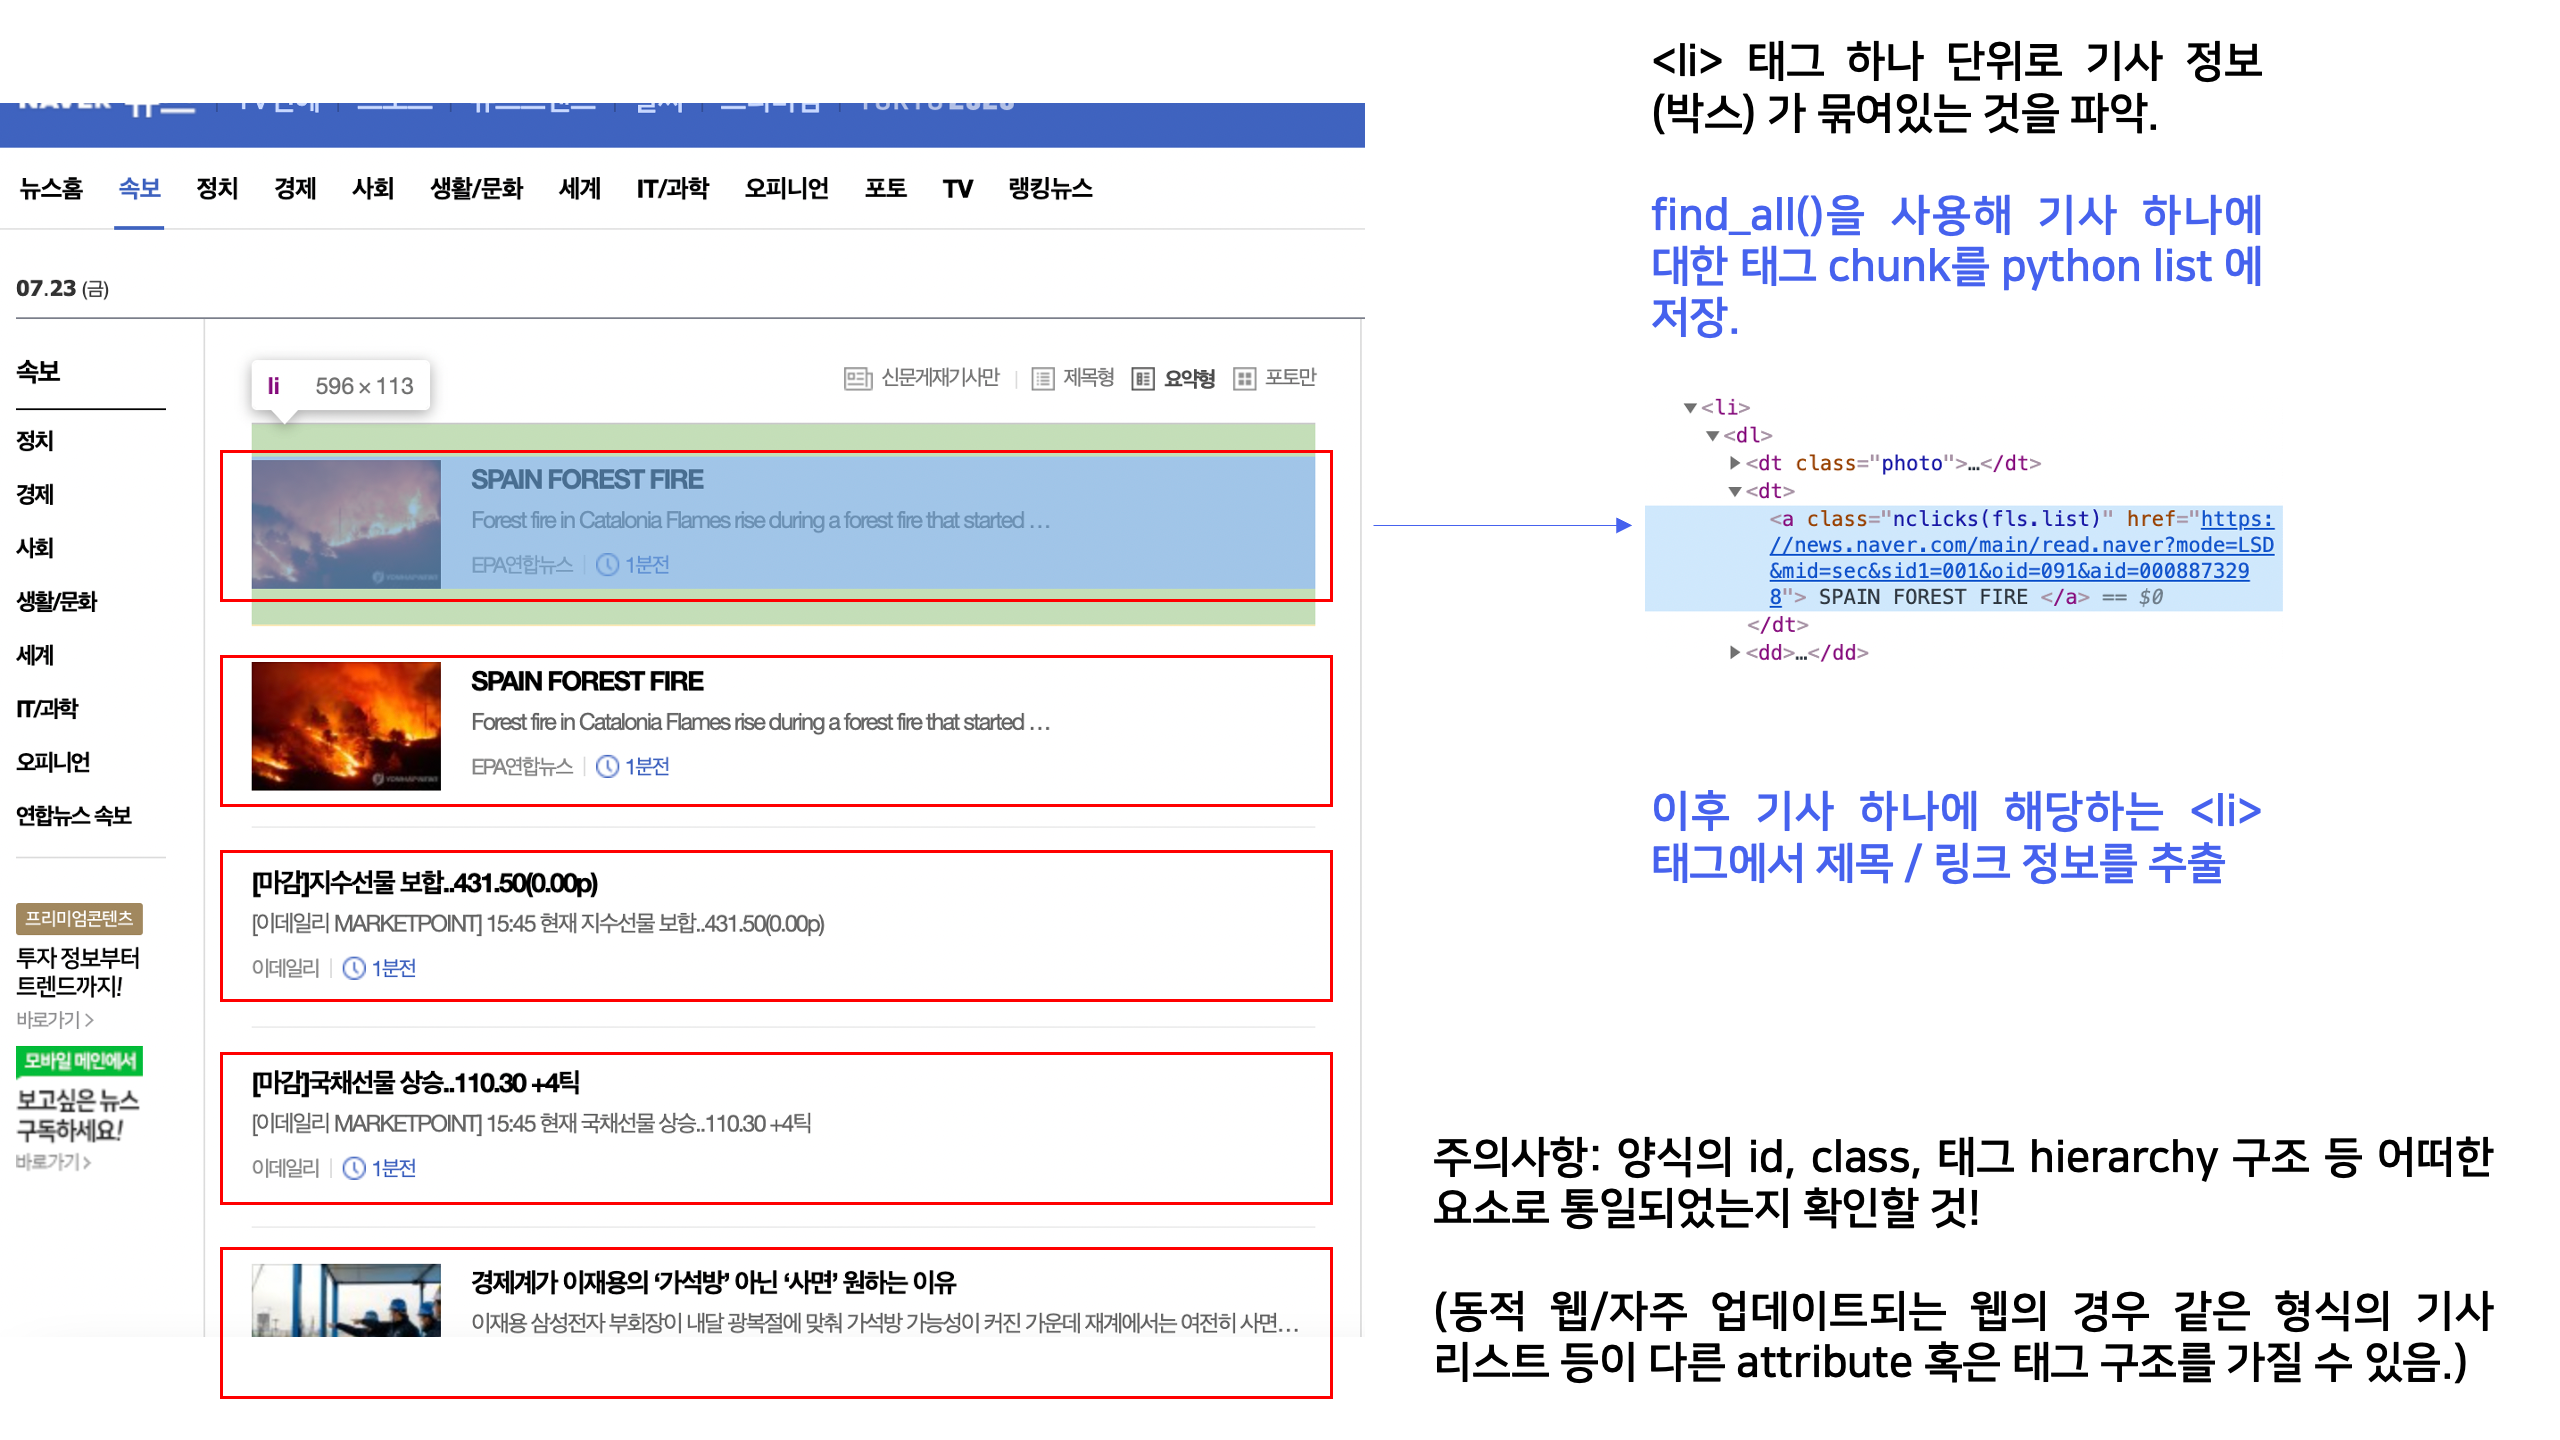 <li> 태그 하나 단위로 기사 정보
(박스) 가 묶여있는 것을 파악.
find_all()을 사용해 기사 하나에
대한 태그 chunk를 python list 에
저장.
뉴스홈 속보 정치 경제 사회 생활/문화 세계 IT/과학 오피니언 포토 TV 랭킹뉴스
07.23 (금)
속보
정치
경제
사회
생활/문화
세계
IT/과학
오피니언
연합뉴스 속보
프리미엄콘텐츠
투자 정보부터
트렌드까지!
바로가기 >
모바일 메인에서
보고싶은 뉴스
구독하세요!
바로가기 >
li 596 × 113
신문게재기사만 | 제목형 요약형 포토만
SPAIN FOREST FIRE
Forest fire in Catalonia Flames rise during a forest fire that started …
EPA연합뉴스 | 1분전
SPAIN FOREST FIRE
Forest fire in Catalonia Flames rise during a forest fire that started …
EPA연합뉴스 | 1분전
[마감]지수선물 보합..431.50(0.00p)
[이데일리 MARKETPOINT] 15:45 현재 지수선물 보합..431.50(0.00p)
이데일리 | 1분전
[마감]국채선물 상승..110.30 +4틱
[이데일리 MARKETPOINT] 15:45 현재 국채선물 상승..110.30 +4틱
이데일리 | 1분전
경제계가 이재용의 ‘가석방’ 아닌 ‘사면’ 원하는 이유
이재용 삼성전자 부회장이 내달 광복절에 맞춰 가석방 가능성이 커진 가운데 재계에서는 여전히 사면…
▼<li>
▼<dl>
▶<dt class="photo">…</dt>
▼<dt>
<a class="nclicks(fls.list)" href="https:
//news.naver.com/main/read.naver?mode=LSD
&mid=sec&sid1=001&oid=091&aid=000887329
8"> SPAIN FOREST FIRE </a> == $0
</dt>
▶<dd>…</dd>
이후 기사 하나에 해당하는 <li>
태그에서 제목 / 링크 정보를 추출
주의사항: 양식의 id, class, 태그 hierarchy 구조 등 어떠한
요소로 통일되었는지 확인할 것!
(동적 웹/자주 업데이트되는 웹의 경우 같은 형식의 기사
리스트 등이 다른 attribute 혹은 태그 구조를 가질 수 있음.)